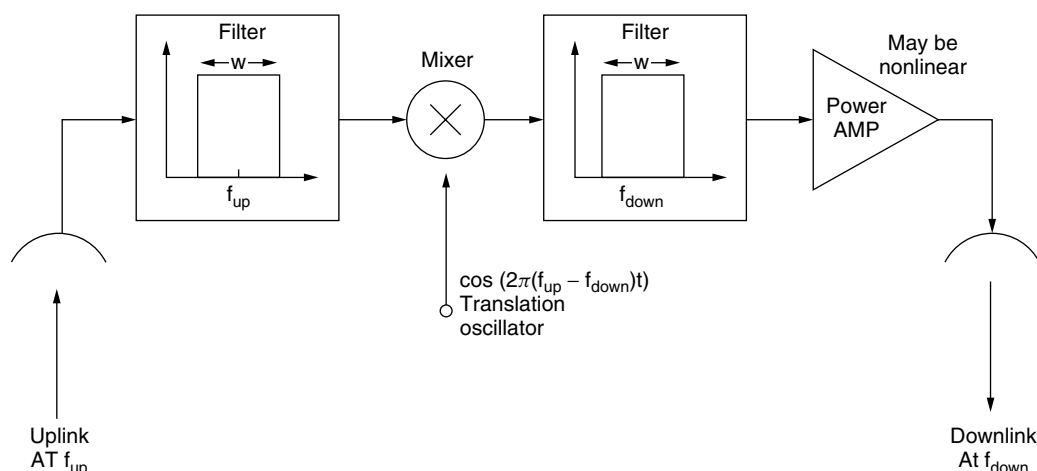 Filter
w
f_up
Mixer
cos (2π(f_up – f_down)t)
Translation
oscillator
Filter
w
f_down
May be
nonlinear
Power
AMP
Uplink
AT f_up
Downlink
At f_down